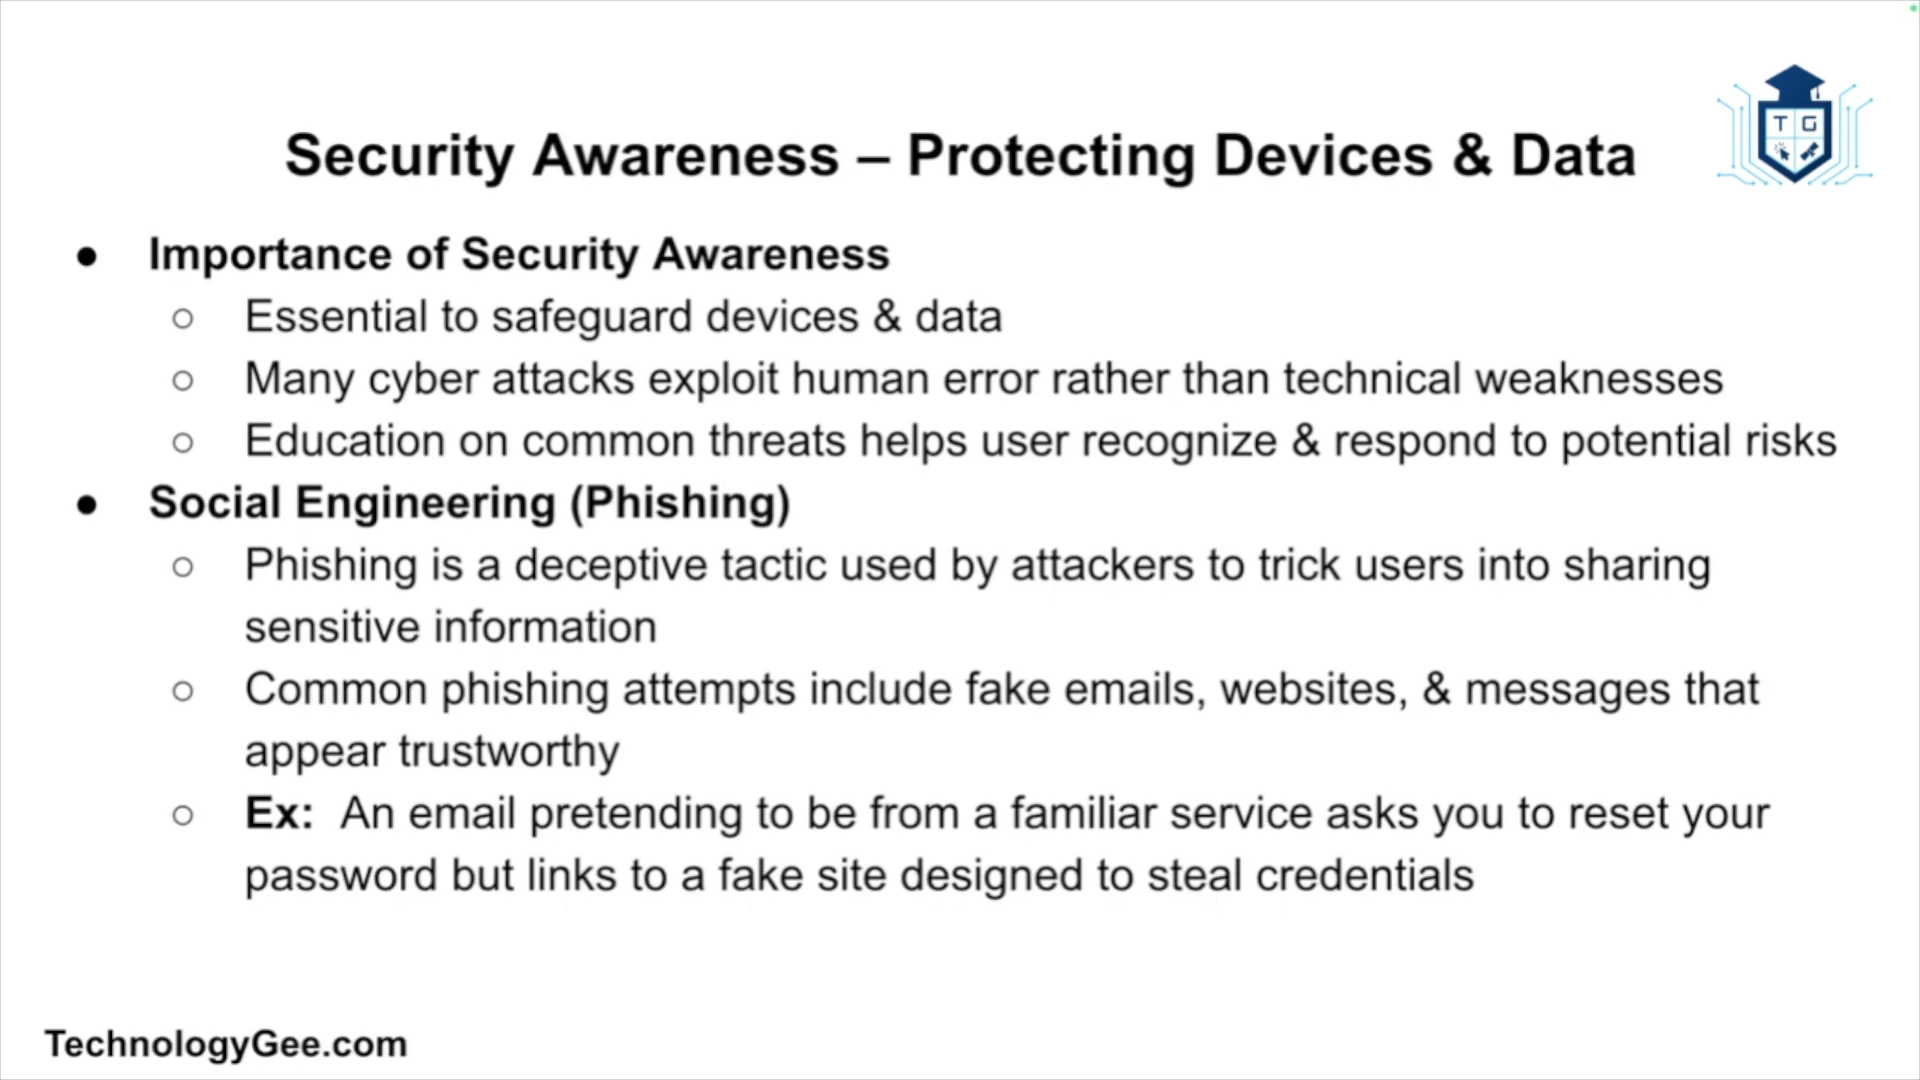 Security Awareness – Protecting Devices & Data
T G
● Importance of Security Awareness
○ Essential to safeguard devices & data
○ Many cyber attacks exploit human error rather than technical weaknesses
○ Education on common threats helps user recognize & respond to potential risks
● Social Engineering (Phishing)
○ Phishing is a deceptive tactic used by attackers to trick users into sharing
sensitive information
○ Common phishing attempts include fake emails, websites, & messages that
appear trustworthy
○ Ex: An email pretending to be from a familiar service asks you to reset your
password but links to a fake site designed to steal credentials
TechnologyGee.com